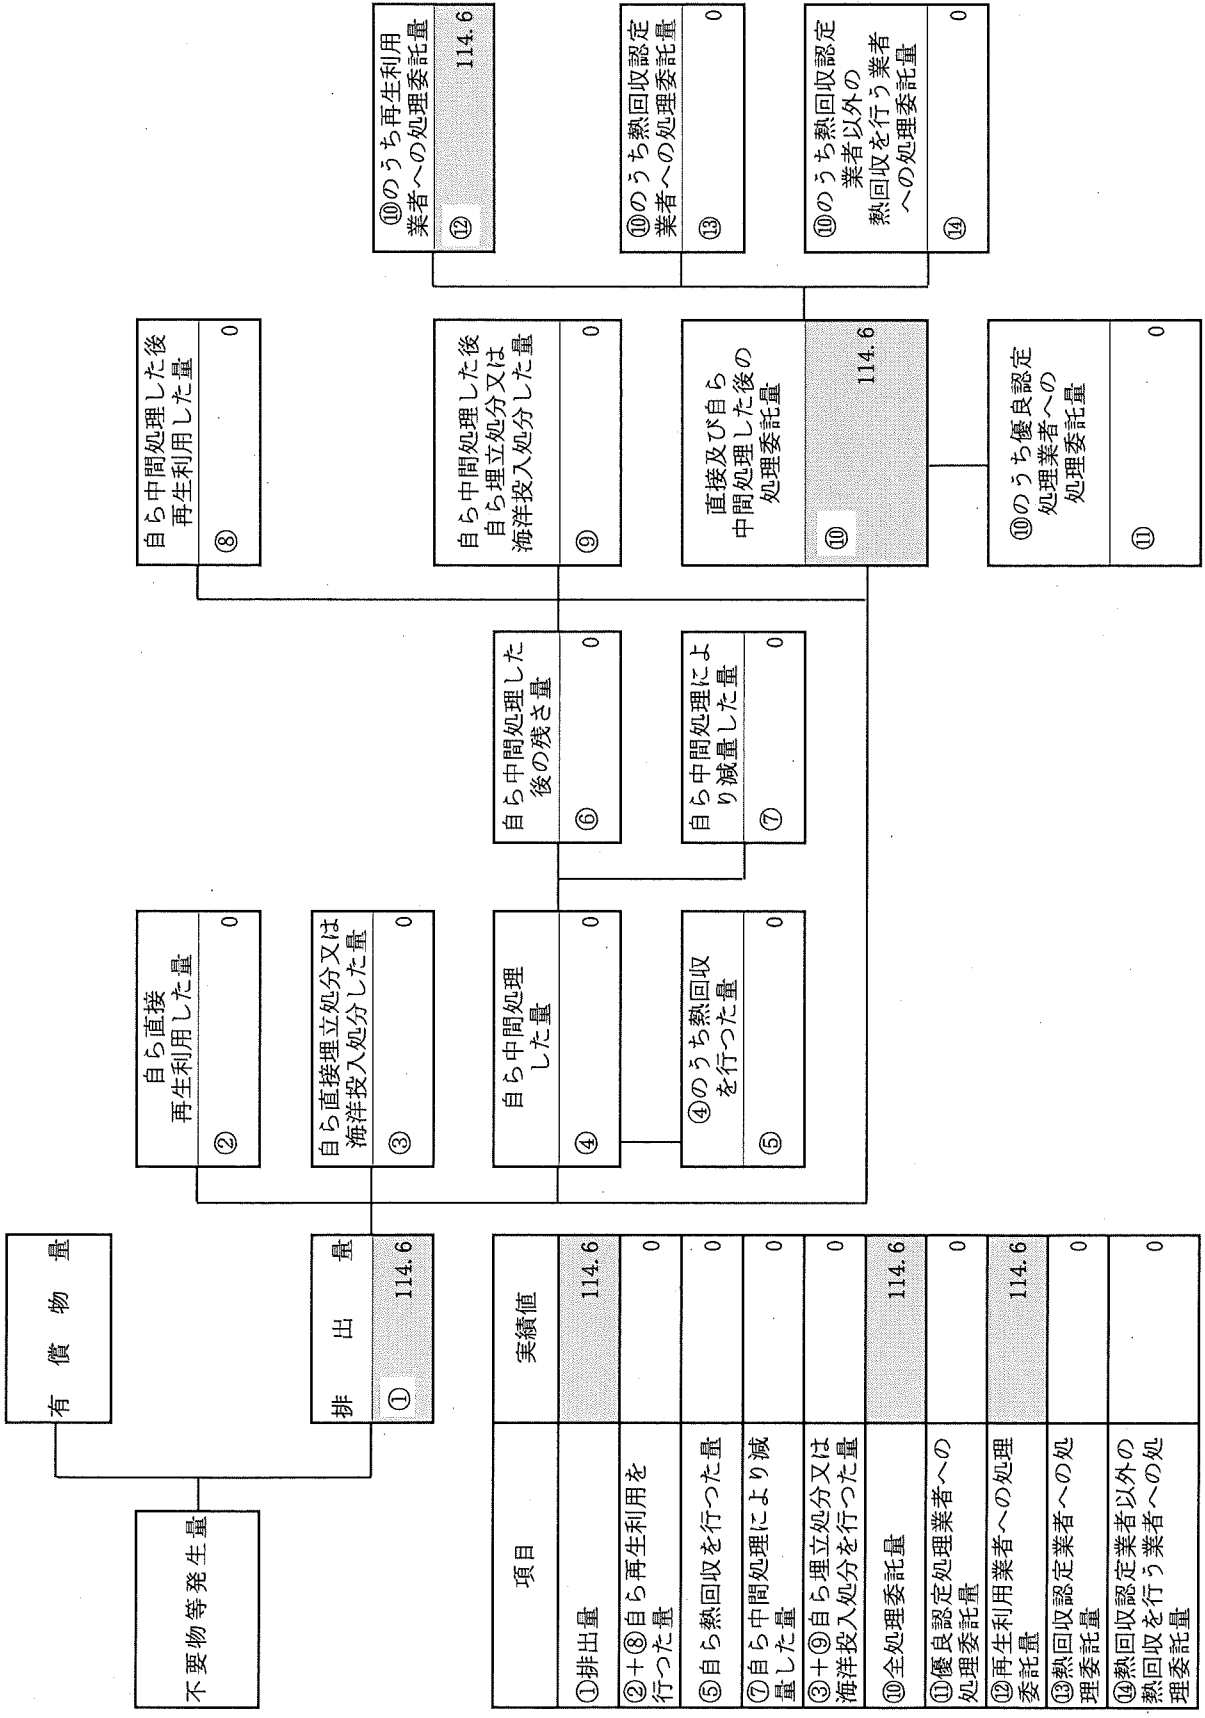 不要物等発生量
有償物量
排出量
① 114.6
自ら直接
再生利用した量
② 0
自ら直接埋立処分又は
海洋投入処分した量
③ 0
自ら中間処理
した量
④ 0
④のうち熱回収
を行つた量
⑤ 0
自ら中間処理した
後の残さ量
⑥ 0
自ら中間処理によ
り減量した量
⑦ 0
自ら中間処理した後
再生利用した量
⑧ 0
自ら中間処理した後
自ら埋立処分又は
海洋投入処分した量
⑨ 0
直接及び自ら
中間処理した後の
処理委託量
⑩ 114.6
⑩のうち優良認定
処理業者への
処理委託量
⑪ 0
⑩のうち再生利用
業者への処理委託量
⑫ 114.6
⑩のうち熱回収認定
業者への処理委託量
⑬ 0
⑩のうち熱回収認定
業者以外の
熱回収を行う業者
への処理委託量
⑭ 0
項目 実績値
①排出量 114.6
②+⑧自ら再生利用を
行つた量 0
⑤自ら熱回収を行つた量 0
⑦自ら中間処理により減
量した量 0
③+⑨自ら埋立処分又は
海洋投入処分を行つた量 0
⑩全処理委託量 114.6
⑪優良認定処理業者への
処理委託量 0
⑫再生利用業者への処理
委託量 114.6
⑬熱回収認定業者への処
理委託量 0
⑭熱回収認定業者以外の
熱回収を行う業者への処
理委託量 0